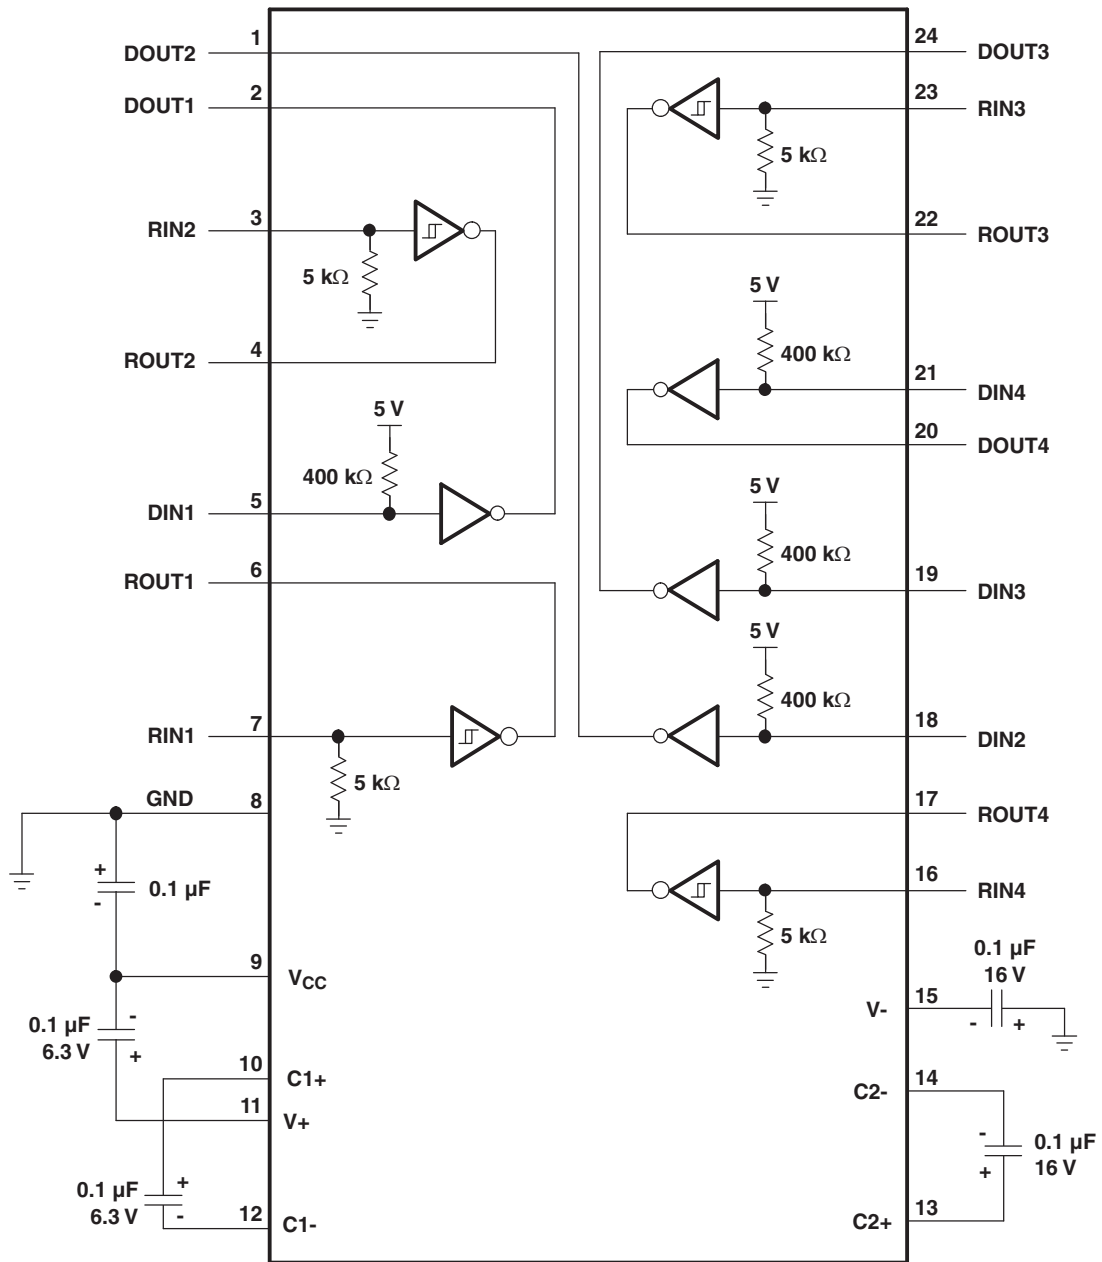 DOUT2 1
DOUT1 2
RIN2 3
5 kΩ
ROUT2 4
5 V
400 kΩ
DIN1 5
ROUT1 6
RIN1 7
5 kΩ
GND 8
+
-
0.1 µF
9 VCC
0.1 µF
6.3 V
-
+
10 C1+
11 V+
0.1 µF
6.3 V
+
-
12 C1-
24 DOUT3
23 RIN3
5 kΩ
22 ROUT3
5 V
400 kΩ
21 DIN4
20 DOUT4
5 V
400 kΩ
19 DIN3
5 V
400 kΩ
18 DIN2
17 ROUT4
16 RIN4
5 kΩ
0.1 µF
16 V
V- 15
- +
C2- 14
-
+
0.1 µF
16 V
C2+ 13